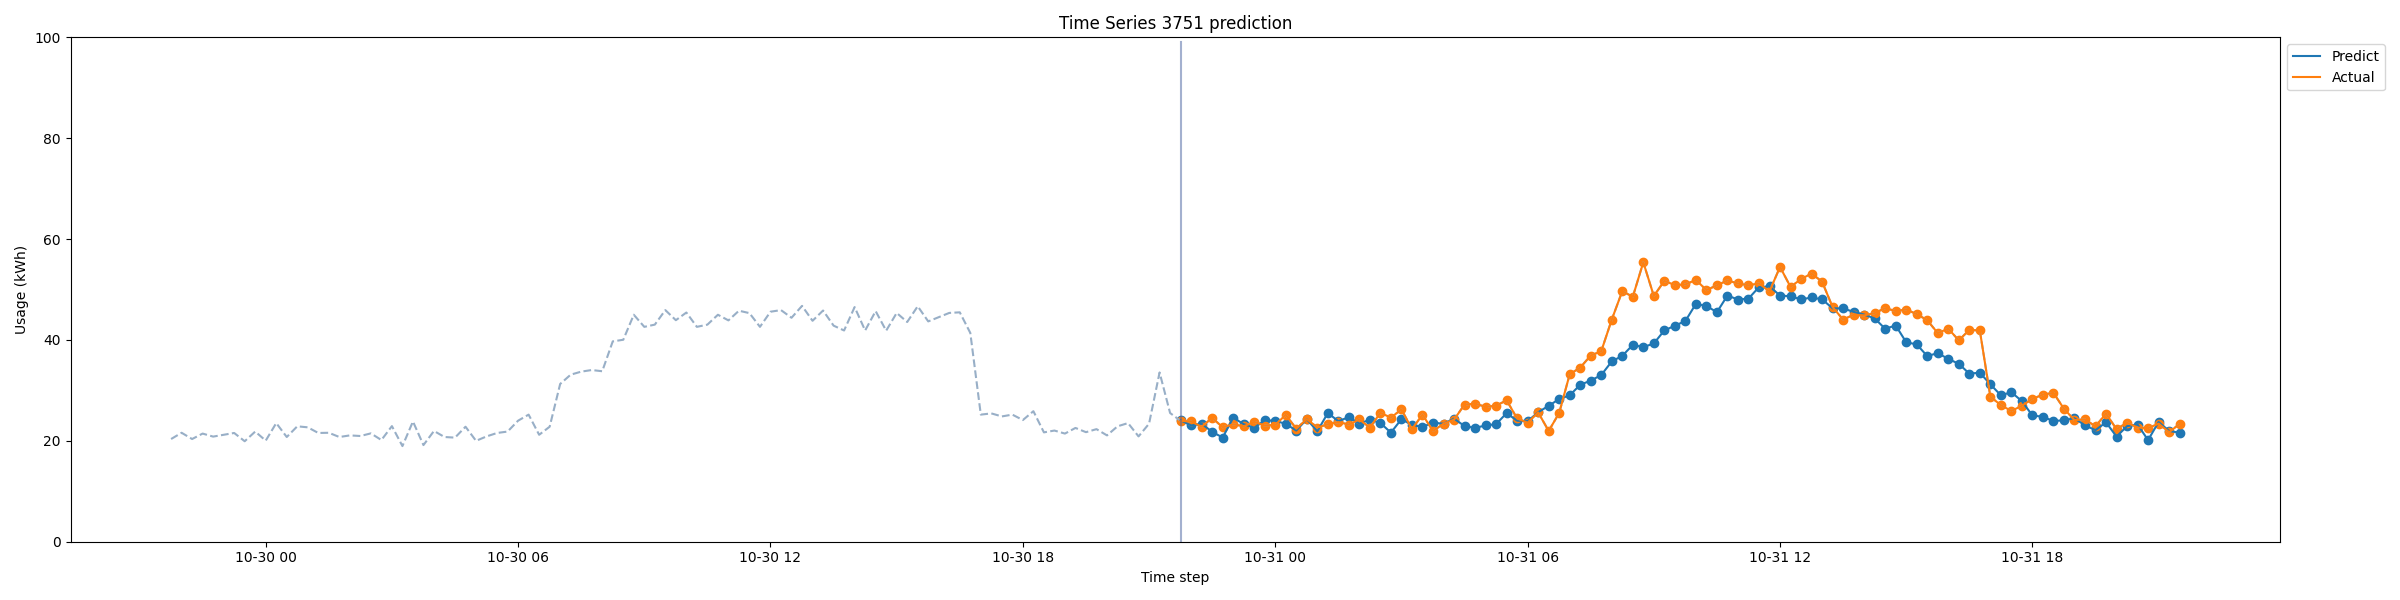 Time Series 3751 prediction
100
80
60
40
20
0
Usage (kWh)
10-30 00
10-30 06
10-30 12
10-30 18
10-31 00
10-31 06
10-31 12
10-31 18
Time step
Predict
Actual